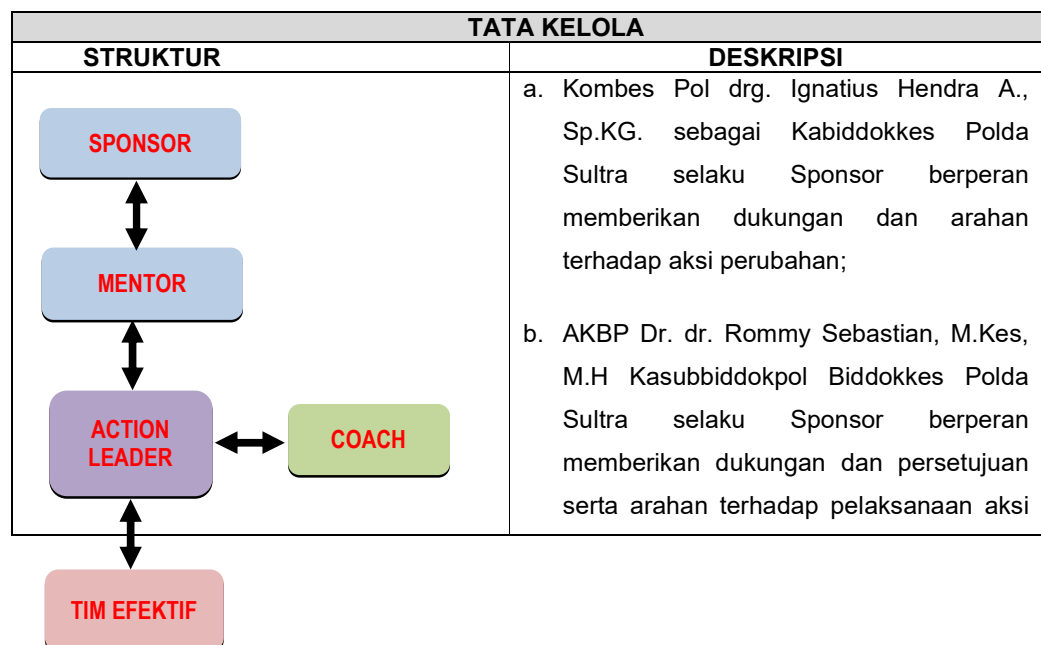 TATA KELOLA
STRUKTUR
DESKRIPSI
SPONSOR
MENTOR
ACTION
LEADER
COACH
TIM EFEKTIF
a. Kombes Pol drg. Ignatius Hendra A.,
Sp.KG. sebagai Kabiddokkes Polda
Sultra selaku Sponsor berperan
memberikan dukungan dan arahan
terhadap aksi perubahan;
b. AKBP Dr. dr. Rommy Sebastian, M.Kes,
M.H Kasubbiddokpol Biddokkes Polda
Sultra selaku Sponsor berperan
memberikan dukungan dan persetujuan
serta arahan terhadap pelaksanaan aksi